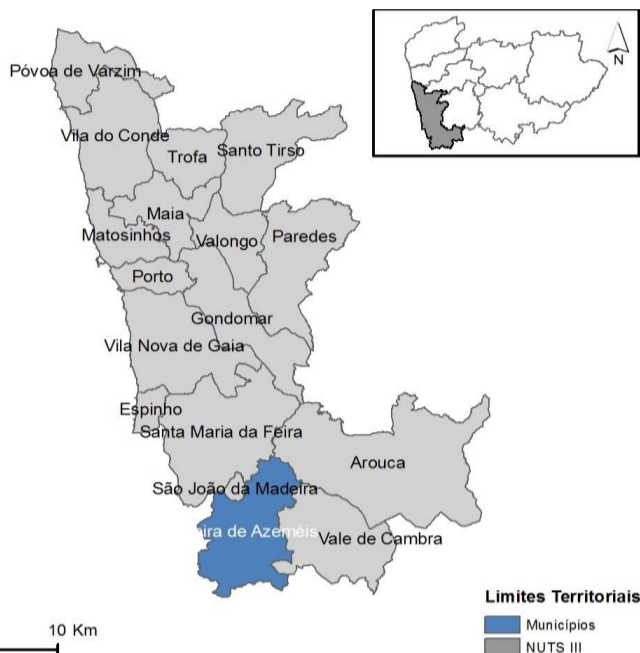 N
Póvoa de Varzim
Vila do Conde
Trofa
Santo Tirso
Maia
Matosinhos
Valongo
Paredes
Porto
Gondomar
Vila Nova de Gaia
Espinho
Santa Maria da Feira
Arouca
São João da Madeira
eira de Azeméis
Vale de Cambra
Limites Territoriais
10 Km
Municípios
NUTS III